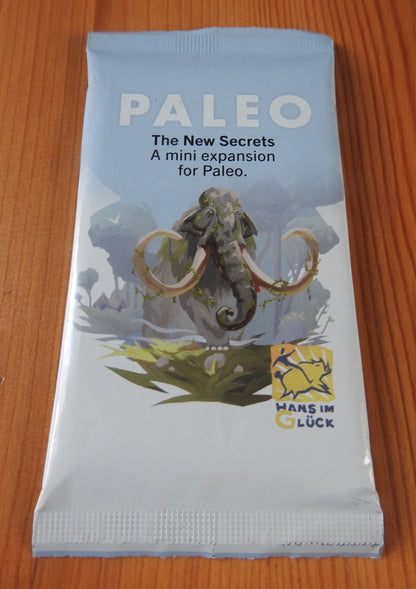 PALEO
The New Secrets
A mini expansion
for Paleo.
HANS IM
GLÜCK